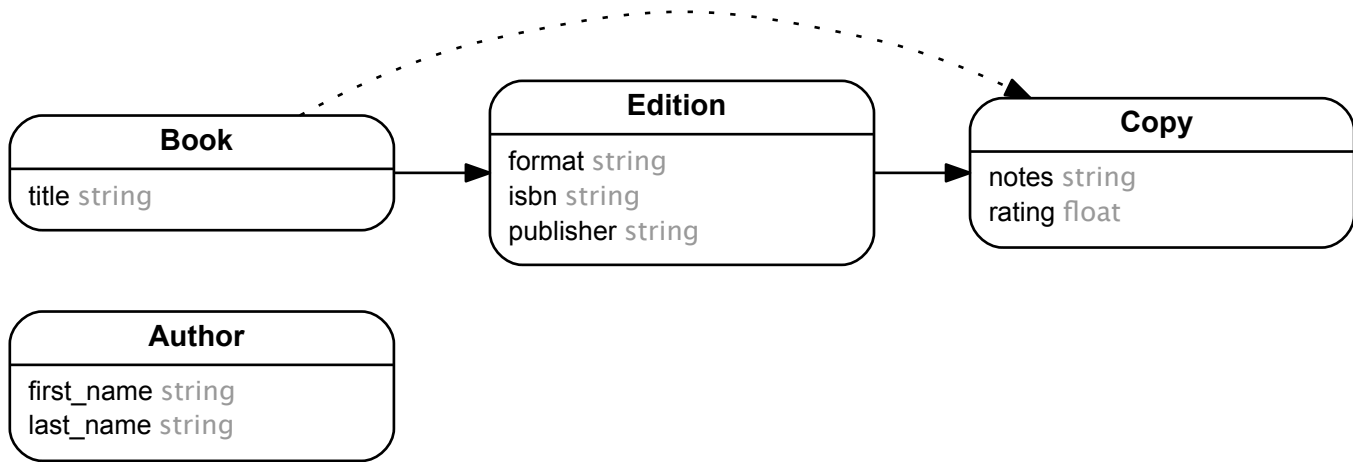 Book
title string
Edition
format string
isbn string
publisher string
Copy
notes string
rating float
Author
first_name string
last_name string